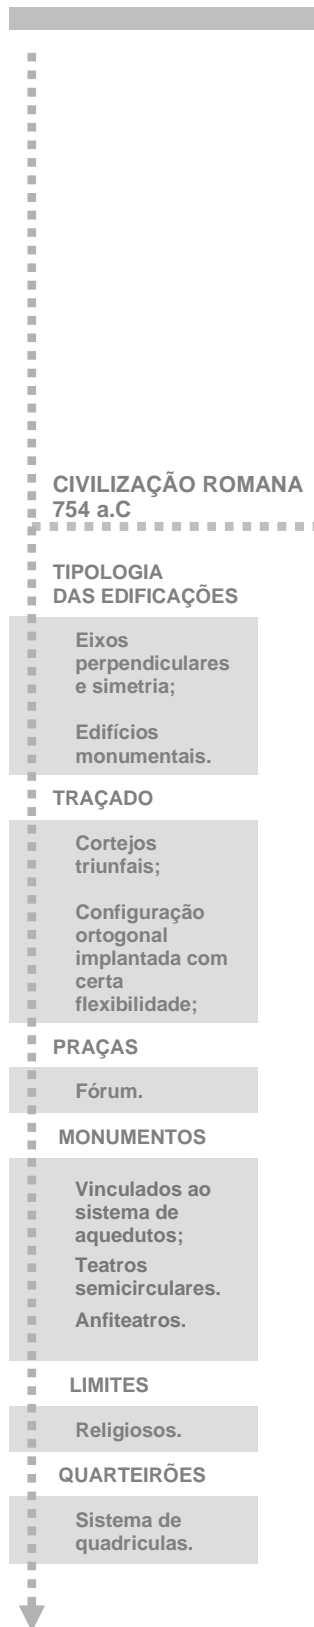 CIVILIZAÇÃO ROMANA
754 a.C
TIPOLOGIA
DAS EDIFICAÇÕES
Eixos
perpendiculares
e simetria;
Edifícios
monumentais.
TRAÇADO
Cortejos
triunfais;
Configuração
ortogonal
implantada com
certa
flexibilidade;
PRAÇAS
Fórum.
MONUMENTOS
Vinculados ao
sistema de
aquedutos;
Teatros
semicirculares.
Anfiteatros.
LIMITES
Religiosos.
QUARTEIRÕES
Sistema de
quadriculas.